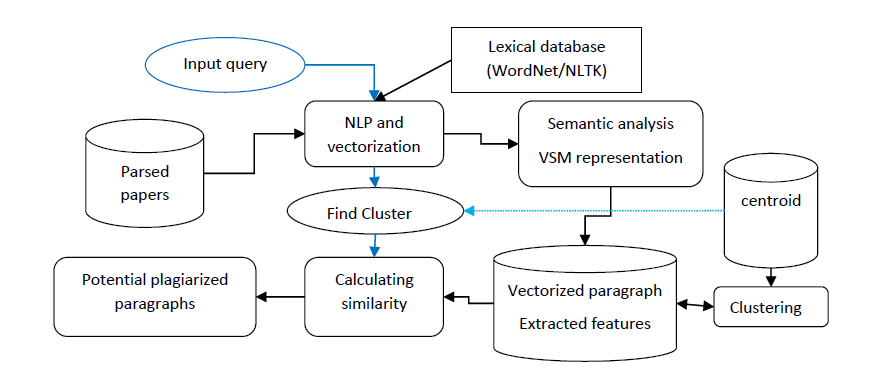 Input query
Lexical database
(WordNet/NLTK)
NLP and
vectorization
Semantic analysis
VSM representation
Parsed
papers
Find Cluster
centroid
Potential plagiarized
paragraphs
Calculating
similarity
Vectorized paragraph
Extracted features
Clustering